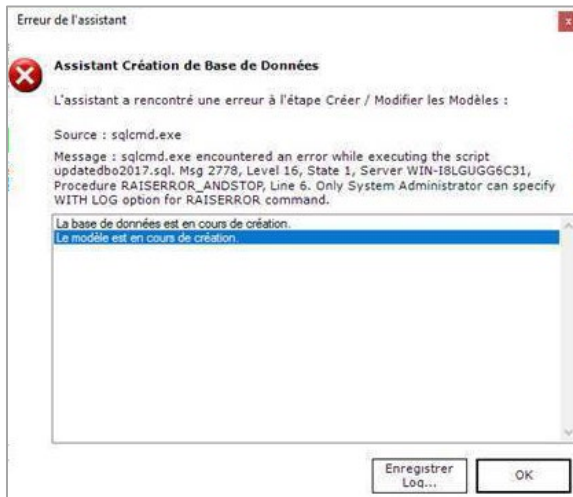 Erreur de l'assistant
x
Assistant Création de Base de Données
L'assistant a rencontré une erreur à l'étape Créer / Modifier les Modèles :
Source : sqlcmd.exe
Message : sqlcmd.exe encountered an error while executing the script
updatedbo2017.sql. Msg 2778, Level 16, State 1, Server WIN-I8LGUGG6C31,
Procedure RAISERROR_ANDSTOP, Line 6. Only System Administrator can specify
WITH LOG option for RAISERROR command.
La base de données est en cours de création.
Le modèle est en cours de création.
Enregistrer
Log...
OK